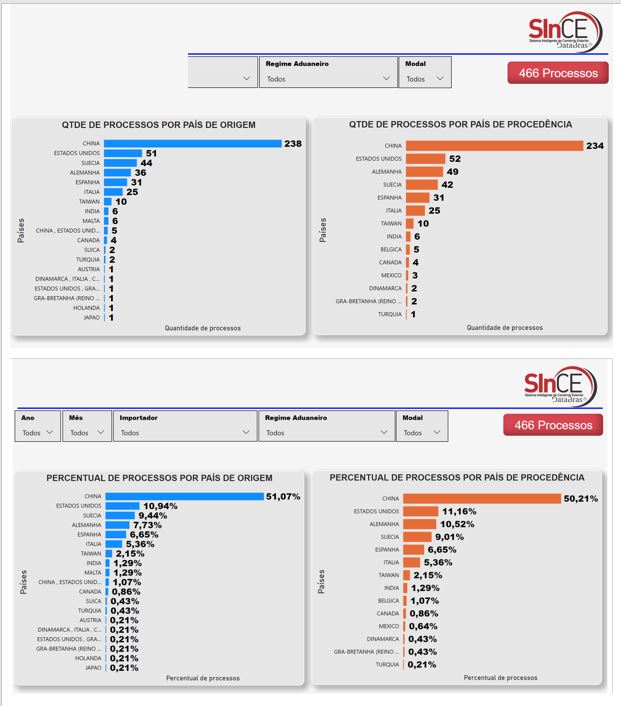 SInCE
Sistema Inteligente de Comércio Exterior
DataBras®
Regime Aduaneiro
Modal
Todos
Todos
466 Processos
QTDE DE PROCESSOS POR PAÍS DE ORIGEM
CHINA 238
ESTADOS UNIDOS 51
SUECIA 44
ALEMANHA 36
ESPANHA 31
ITALIA 25
TAIWAN 10
INDIA 6
MALTA 6
CHINA , ESTADOS UNID... 5
CANADA 4
SUICA 2
TURQUIA 2
AUSTRIA 1
DINAMARCA , ITALIA , C... 1
ESTADOS UNIDOS , GRA... 1
GRA-BRETANHA (REINO ... 1
HOLANDA 1
JAPAO 1
Países
Quantidade de processos
QTDE DE PROCESSOS POR PAÍS DE PROCEDÊNCIA
CHINA 234
ESTADOS UNIDOS 52
ALEMANHA 49
SUECIA 42
ESPANHA 31
ITALIA 25
TAIWAN 10
INDIA 6
BELGICA 5
CANADA 4
MEXICO 3
DINAMARCA 2
GRA-BRETANHA (REINO ... 2
TURQUIA 1
Países
Quantidade de processos
SInCE
Sistema Inteligente de Comércio Exterior
DataBras®
Ano
Mês
Importador
Regime Aduaneiro
Modal
Todos
Todos
Todos
Todos
Todos
466 Processos
PERCENTUAL DE PROCESSOS POR PAÍS DE ORIGEM
CHINA 51,07%
ESTADOS UNIDOS 10,94%
SUECIA 9,44%
ALEMANHA 7,73%
ESPANHA 6,65%
ITALIA 5,36%
TAIWAN 2,15%
INDIA 1,29%
MALTA 1,29%
CHINA , ESTADOS UNID... 1,07%
CANADA 0,86%
SUICA 0,43%
TURQUIA 0,43%
AUSTRIA 0,21%
DINAMARCA , ITALIA , C... 0,21%
ESTADOS UNIDOS , GRA... 0,21%
GRA-BRETANHA (REINO ... 0,21%
HOLANDA 0,21%
JAPAO 0,21%
Países
Percentual de processos
PERCENTUAL DE PROCESSOS POR PAÍS DE PROCEDÊNCIA
CHINA 50,21%
ESTADOS UNIDOS 11,16%
ALEMANHA 10,52%
SUECIA 9,01%
ESPANHA 6,65%
ITALIA 5,36%
TAIWAN 2,15%
INDIA 1,29%
BELGICA 1,07%
CANADA 0,86%
MEXICO 0,64%
DINAMARCA 0,43%
GRA-BRETANHA (REINO ... 0,43%
TURQUIA 0,21%
Países
Percentual de processos